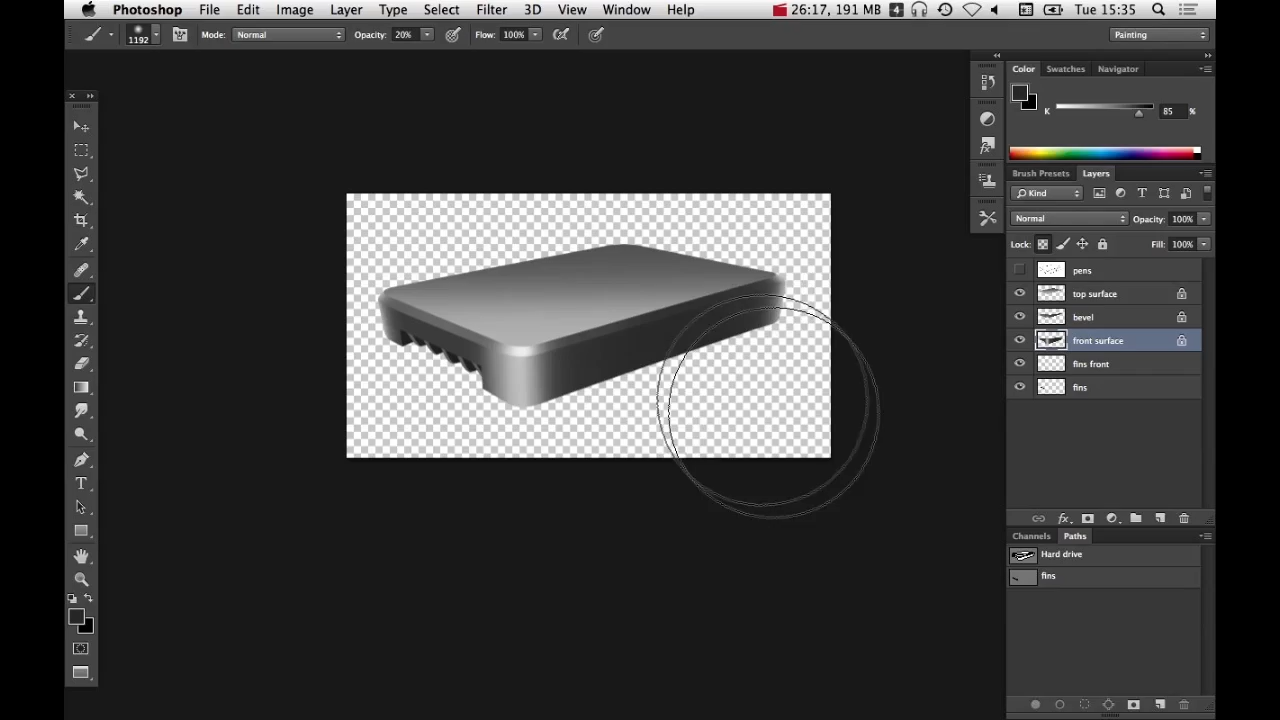 Photoshop File Edit Image Layer Type Select Filter 3D View Window Help 26:17, 191 MB 4 Tue 15:35
1192 Mode: Normal Opacity: 20% Flow: 100% Painting
Color Swatches Navigator
K 85 %
Brush Presets Layers
Kind
Normal Opacity: 100%
Lock: Fill: 100%
pens
top surface
bevel
front surface
fins front
fins
fx
Channels Paths
Hard drive
fins